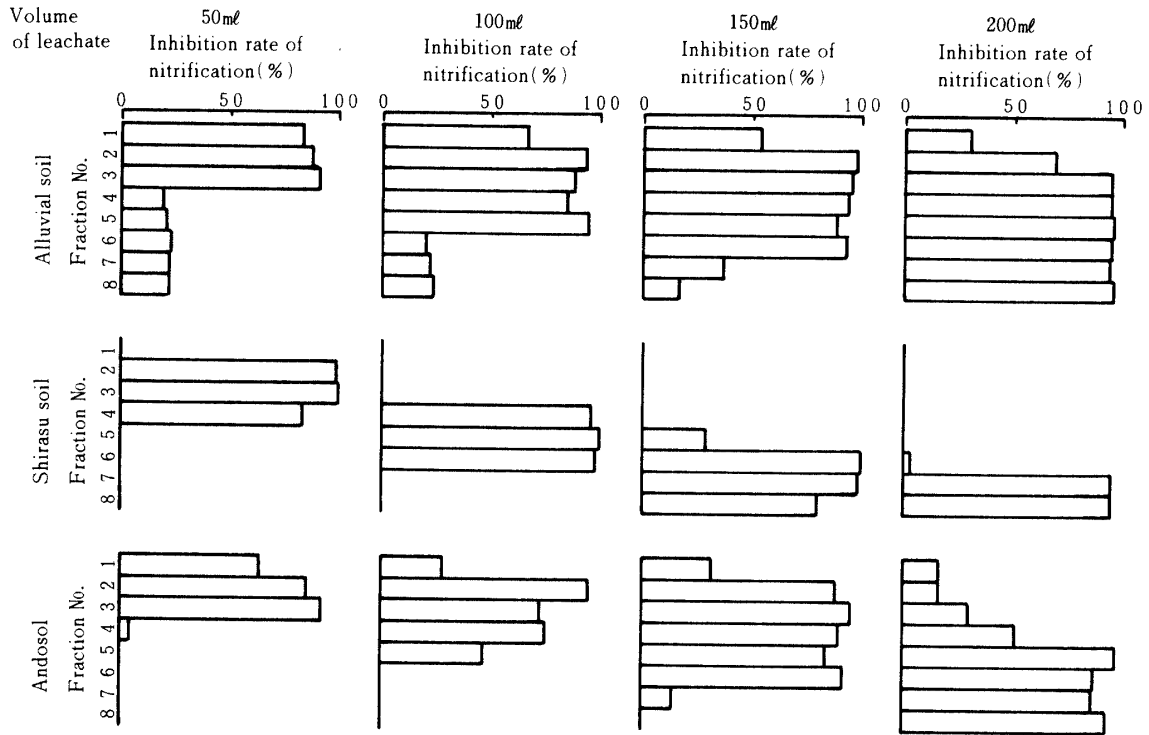 Volume
of leachate
50mℓ
Inhibition rate of
nitrification(%)
0 50 100
100mℓ
Inhibition rate of
nitrification(%)
0 50 100
150mℓ
Inhibition rate of
nitrification(%)
0 50 100
200mℓ
Inhibition rate of
nitrification(%)
0 50 100
Alluvial soil
Fraction No.
1 2 3 4 5 6 7 8
Shirasu soil
Fraction No.
1 2 3 4 5 6 7 8
Andosol
Fraction No.
1 2 3 4 5 6 7 8